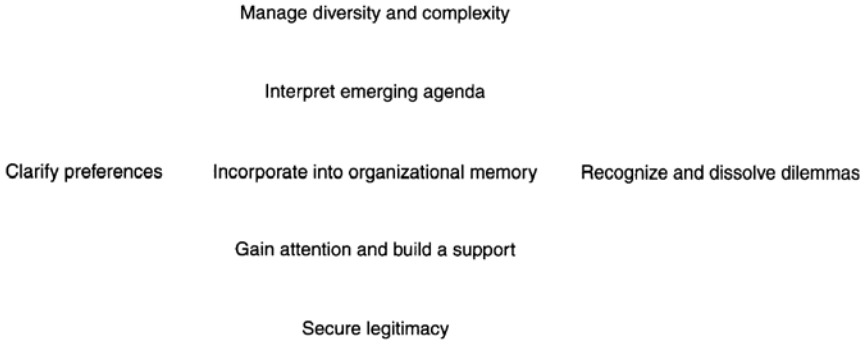 Manage diversity and complexity
Interpret emerging agenda
Clarify preferences
Incorporate into organizational memory
Recognize and dissolve dilemmas
Gain attention and build a support
Secure legitimacy